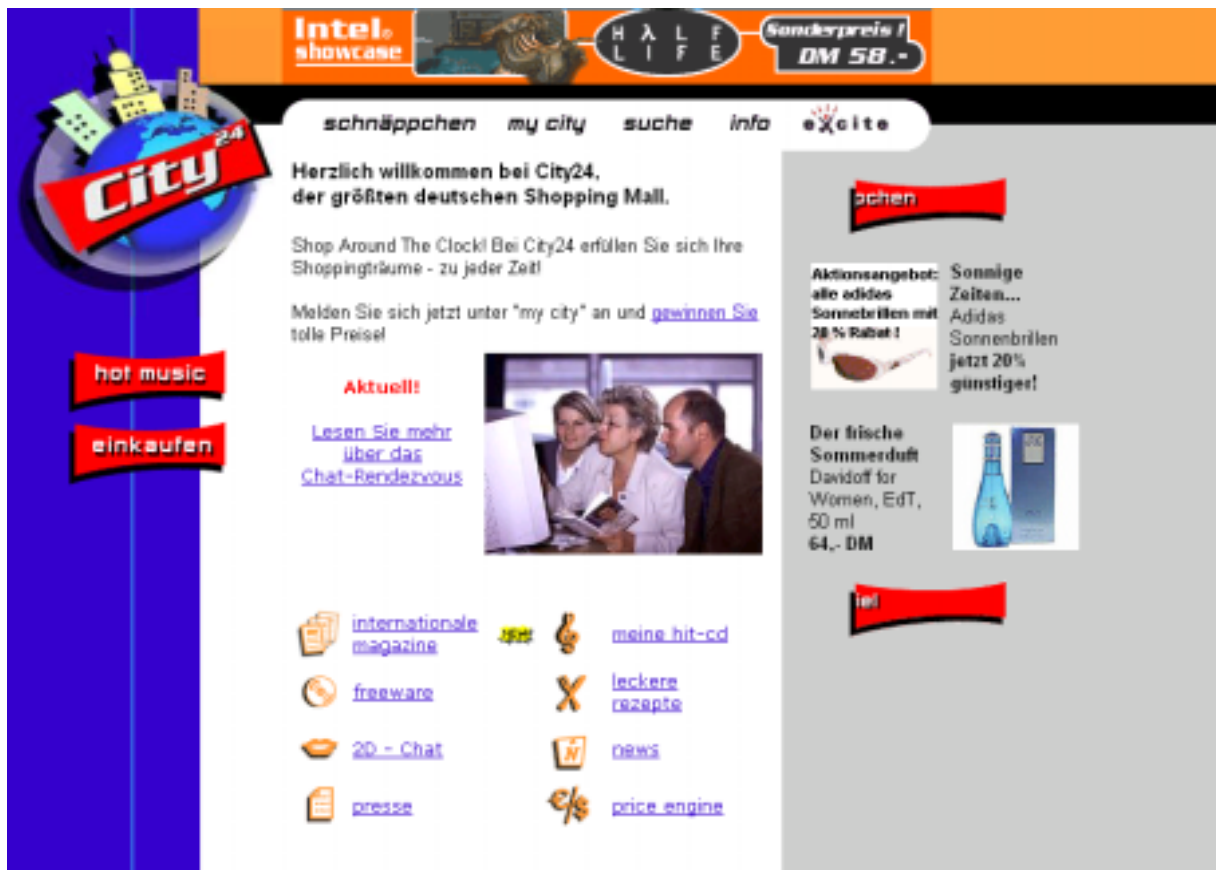 Intel®
showcase
HλLF
LIFE
Sonderpreis !
DM 58.-
City24
schnäppchen my city suche info excite
Herzlich willkommen bei City24,
der größten deutschen Shopping Mall.
Shop Around The Clock! Bei City24 erfüllen Sie sich Ihre
Shoppingträume - zu jeder Zeit!
Melden Sie sich jetzt unter "my city" an und gewinnen Sie
tolle Preise!
hot music
einkaufen
Aktuell!
Lesen Sie mehr
über das
Chat-Rendezvous
internationale
magazine
meine hit-cd
freeware
leckere
rezepte
2D - Chat
news
presse
€/$
price engine
pchen
Aktionsangebot:
alle adidas
Sonnebrillen mit
20 % Rabat !
Sonnige
Zeiten...
Adidas
Sonnenbrillen
jetzt 20%
günstiger!
Der frische
Sommerduft
Davidoff for
Women, EdT,
50 ml
64,- DM
iel